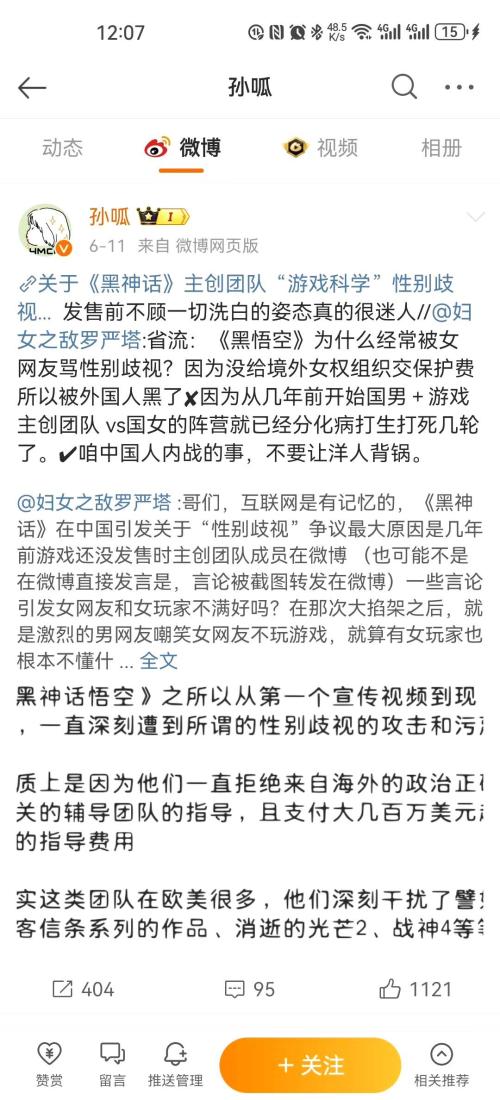 12:07
48.5
K/s
4G
4G
15
孙呱
动态
微博
视频
相册
孙呱
I
4MC
6-11 来自 微博网页版
关于《黑神话》主创团队“游戏科学”性别歧
视... 发售前不顾一切洗白的姿态真的很迷人//@妇
女之敌罗严塔:省流：《黑悟空》为什么经常被女
网友骂性别歧视？因为没给境外女权组织交保护费
所以被外国人黑了✘因为从几年前开始国男＋游戏
主创团队 vs国女的阵营就已经分化病打生打死几轮
了。✔咱中国人内战的事，不要让洋人背锅。
@妇女之敌罗严塔 :哥们，互联网是有记忆的，《黑神
话》在中国引发关于“性别歧视”争议最大原因是几年
前游戏还没发售时主创团队成员在微博 （也可能不是
在微博直接发言是，言论被截图转发在微博）一些言论
引发女网友和女玩家不满好吗？在那次大掐架之后，就
是激烈的男网友嘲笑女网友不玩游戏，就算有女玩家也
根本不懂什 ... 全文
黑神话悟空》之所以从第一个宣传视频到现
，一直深刻遭到所谓的性别歧视的攻击和污
质上是因为他们一直拒绝来自海外的政治正
关的辅导团队的指导，且支付大几百万美元
的指导费用
实这类团队在欧美很多，他们深刻干扰了譬
客信条系列的作品、消逝的光芒2、战神4等
404
95
1121
赞赏
留言
推送管理
＋关注
相关推荐